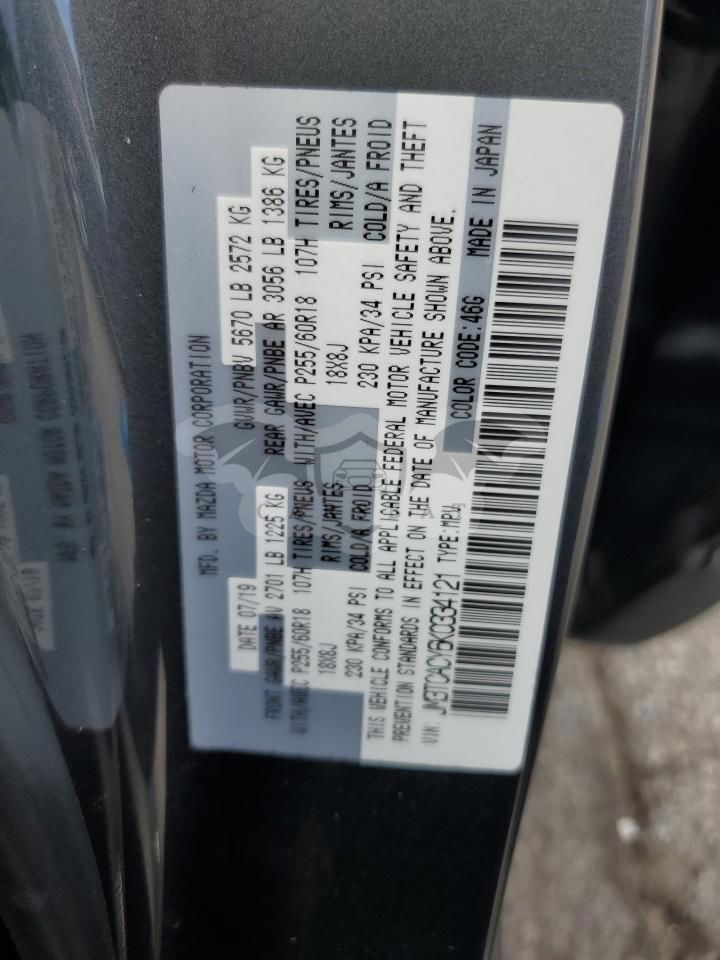 MFD. BY MAZDA MOTOR CORPORATION
DATE 07/19 GVWR/PNBV 5670 LB 2572 KG
FRONT GAWR/PNBE AV 2701 LB 1225 KG REAR GAWR/PNBE AR 3056 LB 1386 KG
WITH/AVEC P255/60R18 107H TIRES/PNEUS WITH/AVEC P255/60R18 107H TIRES/PNEUS
18X8J RIMS/JANTES 18X8J RIMS/JANTES
230 KPA/34 PSI COLD/A FROID 230 KPA/34 PSI COLD/A FROID
THIS VEHICLE CONFORMS TO ALL APPLICABLE FEDERAL MOTOR VEHICLE SAFETY AND THEFT
PREVENTION STANDARDS IN EFFECT ON THE DATE OF MANUFACTURE SHOWN ABOVE.
VIN: JM3TCACY6K0334121 TYPE:MPV COLOR CODE:46G MADE IN JAPAN